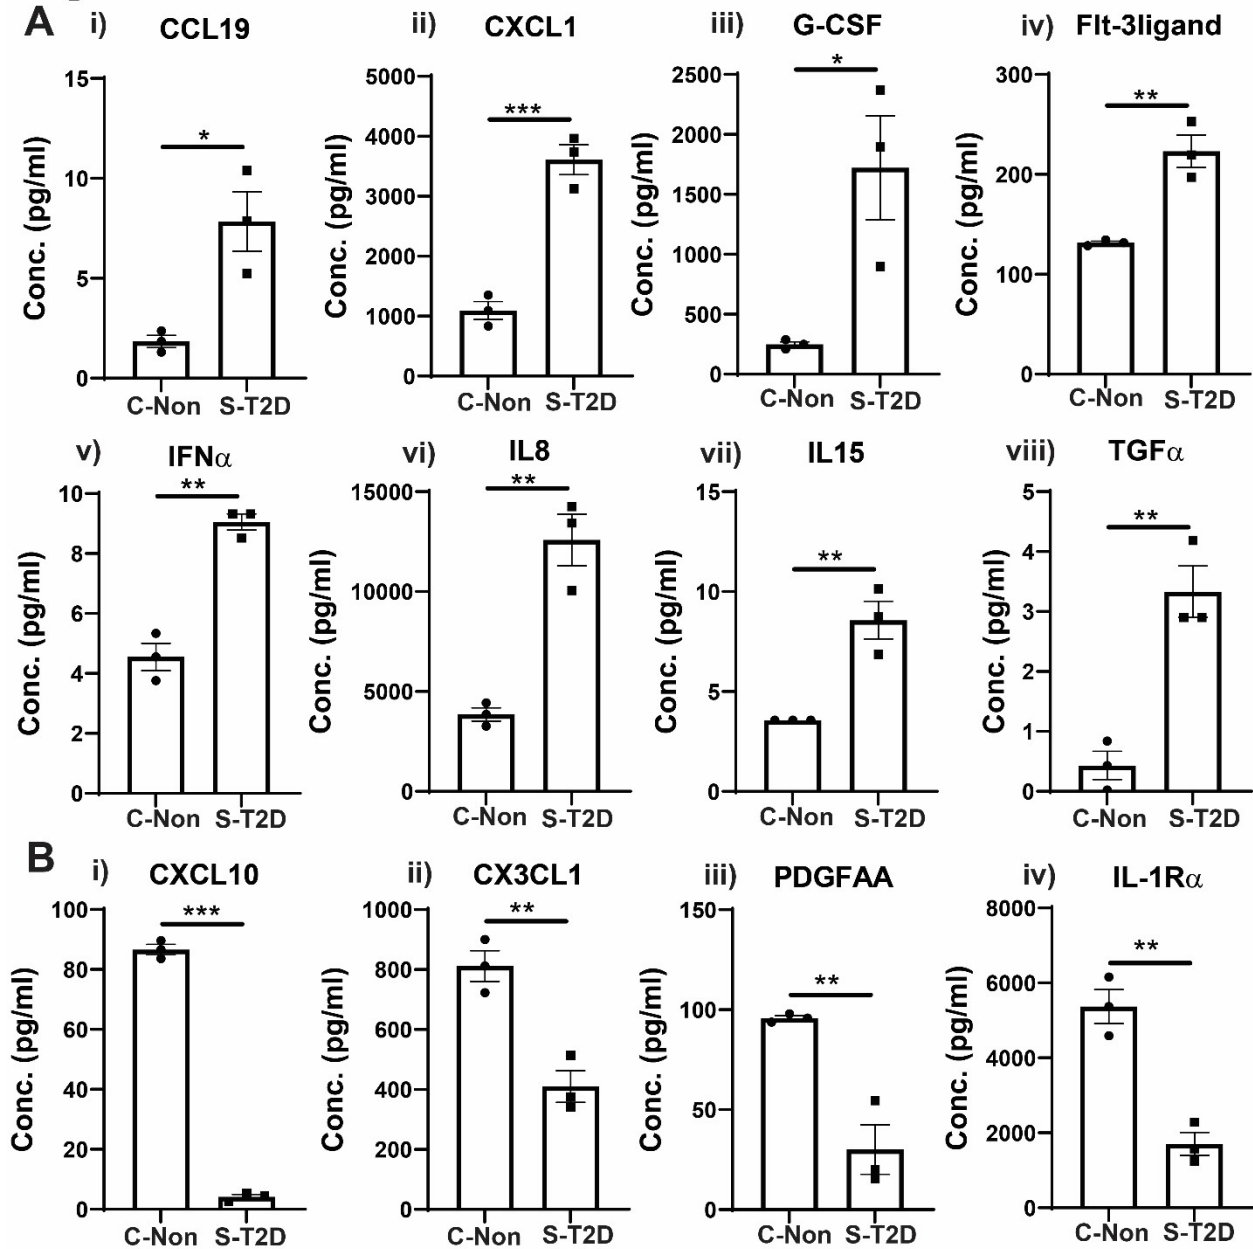 A
i) CCL19
*
Conc. (pg/ml)
15
10
5
0
C-Non S-T2D
ii) CXCL1
***
Conc. (pg/ml)
5000
4000
3000
2000
1000
0
C-Non S-T2D
iii) G-CSF
*
Conc. (pg/ml)
2500
2000
1500
1000
500
0
C-Non S-T2D
iv) Flt-3ligand
**
Conc. (pg/ml)
300
200
100
0
C-Non S-T2D
v) IFNα
**
Conc. (pg/ml)
10
8
6
4
2
0
C-Non S-T2D
vi) IL8
**
Conc. (pg/ml)
15000
10000
5000
0
C-Non S-T2D
vii) IL15
**
Conc. (pg/ml)
15
10
5
0
C-Non S-T2D
viii) TGFα
**
Conc. (pg/ml)
5
4
3
2
1
0
C-Non S-T2D
B
i) CXCL10
***
Conc. (pg/ml)
100
80
60
40
20
0
C-Non S-T2D
ii) CX3CL1
**
Conc. (pg/ml)
1000
800
600
400
200
0
C-Non S-T2D
iii) PDGFAA
**
Conc. (pg/ml)
150
100
50
0
C-Non S-T2D
iv) IL-1Rα
**
Conc. (pg/ml)
8000
6000
4000
2000
0
C-Non S-T2D